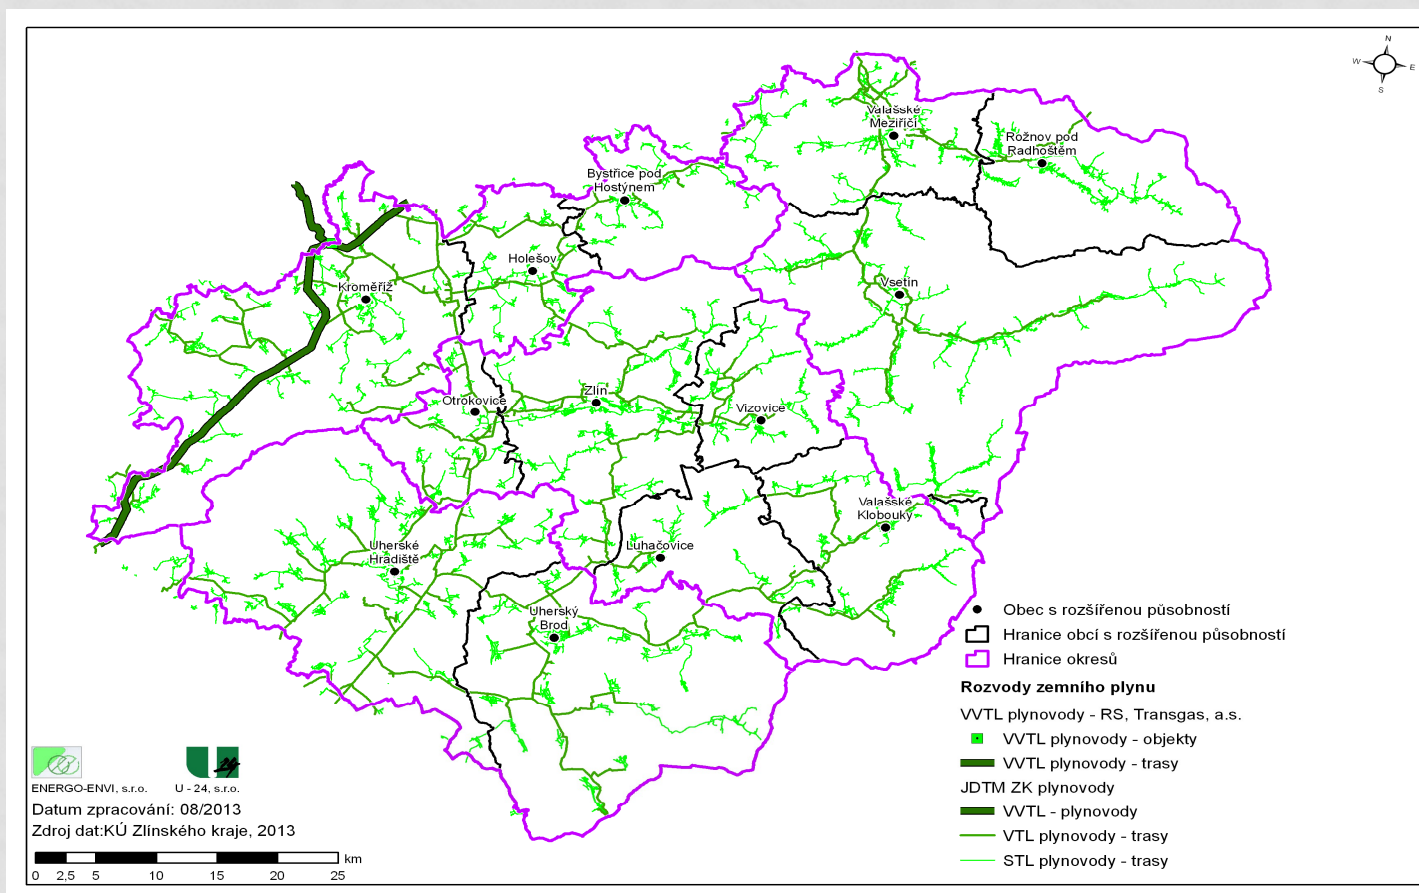 N
W
E
S
Valašské
Meziříčí
Rožnov pod
Radhoštěm
Bystřice pod
Hostýnem
Holešov
Kroměříž
Vsetín
Zlín
Otrokovice
Vizovice
Valašské
Klobouky
Luhačovice
Uherské
Hradiště
Uherský
Brod
Obec s rozšířenou působností
Hranice obcí s rozšířenou působností
Hranice okresů
Rozvody zemního plynu
VVTL plynovody - RS, Transgas, a.s.
VVTL plynovody - objekty
VVTL plynovody - trasy
JDTM ZK plynovody
VVTL - plynovody
VTL plynovody - trasy
STL plynovody - trasy
ENERGO-ENVI, s.r.o.
U - 24, s.r.o.
Datum zpracování: 08/2013
Zdroj dat:KÚ Zlínského kraje, 2013
km
0 2,5 5 10 15 20 25